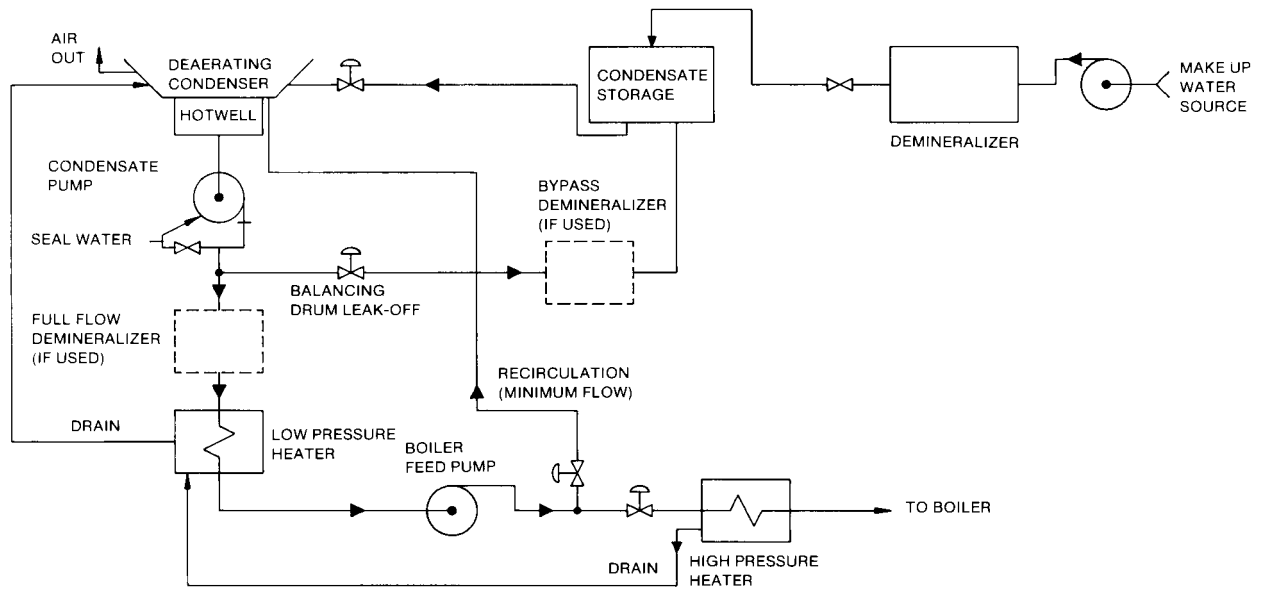 AIR
OUT
DEAERATING
CONDENSER
HOTWELL
CONDENSATE
STORAGE
DEMINERALIZER
MAKE UP
WATER
SOURCE
CONDENSATE
PUMP
SEAL WATER
BYPASS
DEMINERALIZER
(IF USED)
BALANCING
DRUM LEAK-OFF
FULL FLOW
DEMINERALIZER
(IF USED)
RECIRCULATION
(MINIMUM FLOW)
DRAIN
LOW PRESSURE
HEATER
BOILER
FEED PUMP
TO BOILER
DRAIN
HIGH PRESSURE
HEATER